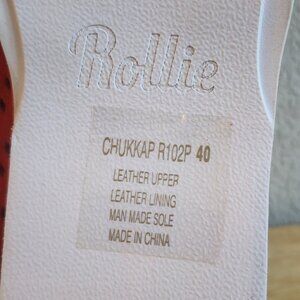 Rollie
CHUKKAP R102P 40
LEATHER UPPER
LEATHER LINING
MAN MADE SOLE
MADE IN CHINA